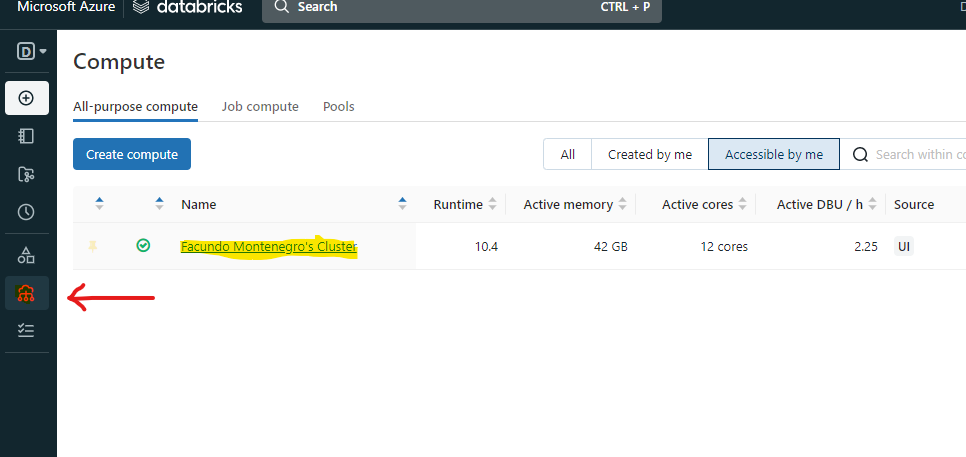 Microsoft Azure databricks Search CTRL + P
D
Compute
All-purpose compute Job compute Pools
Create compute All Created by me Accessible by me Search within
Name Runtime Active memory Active cores Active DBU / h Source
Facundo Montenegro's Cluster 10.4 42 GB 12 cores 2.25 UI